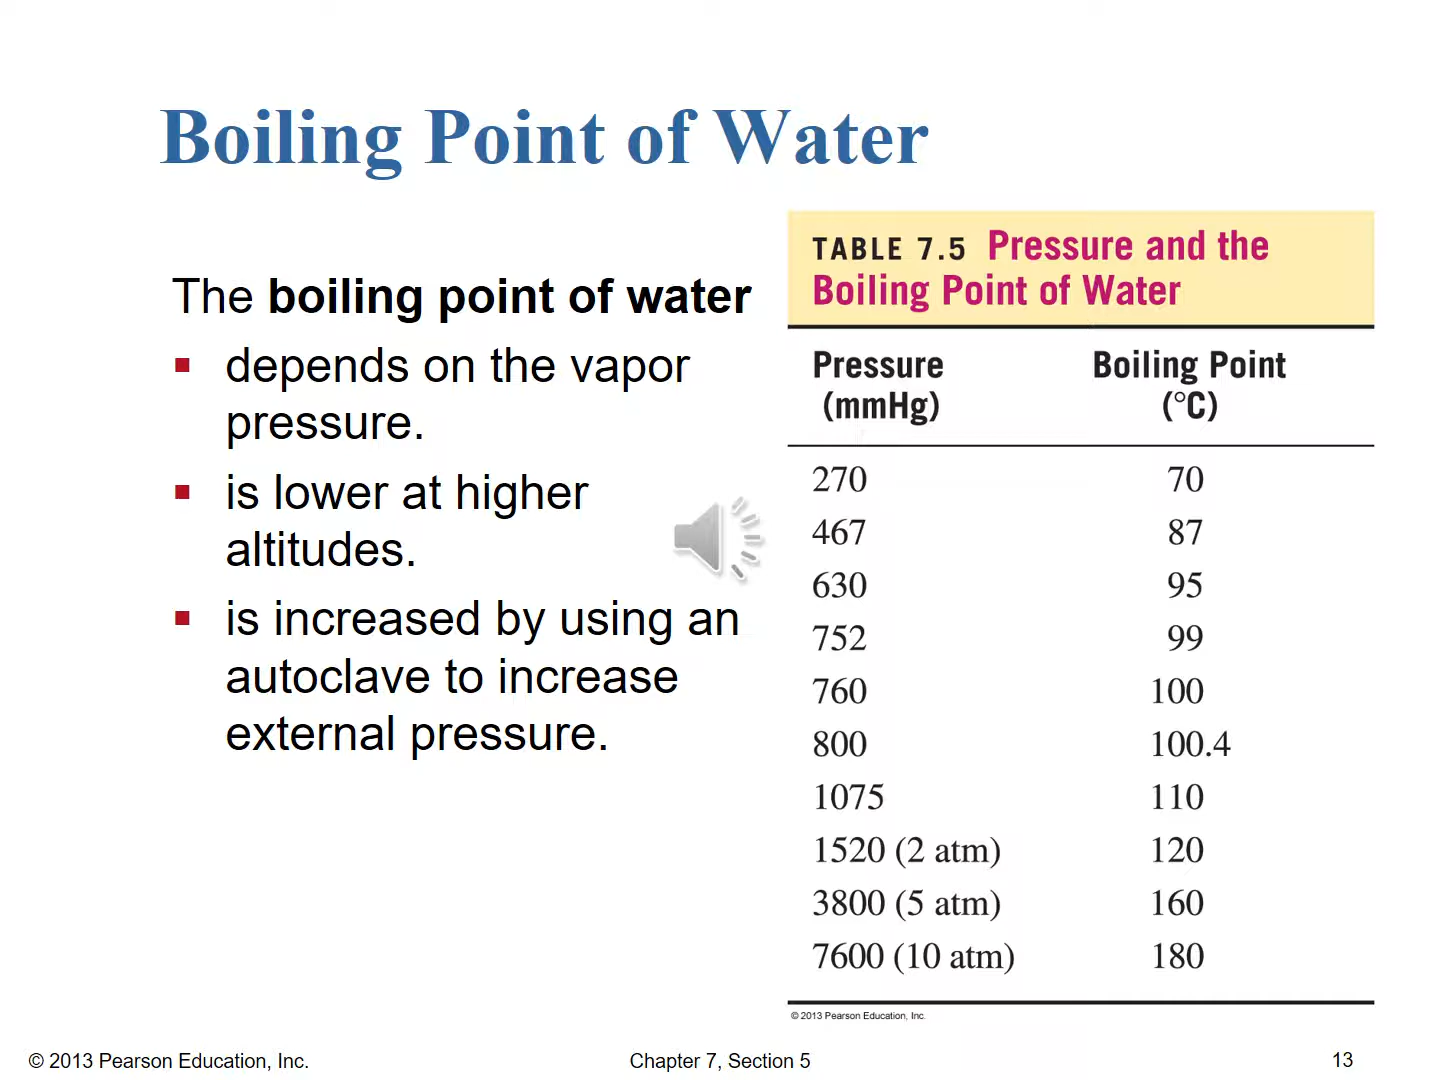 Boiling Point of Water
The boiling point of water
▪ depends on the vapor
pressure.
▪ is lower at higher
altitudes.
▪ is increased by using an
autoclave to increase
external pressure.
TABLE 7.5 Pressure and the
Boiling Point of Water
Pressure Boiling Point
(mmHg) (°C)
270 70
467 87
630 95
752 99
760 100
800 100.4
1075 110
1520 (2 atm) 120
3800 (5 atm) 160
7600 (10 atm) 180
© 2013 Pearson Education, Inc.
© 2013 Pearson Education, Inc. Chapter 7, Section 5 13